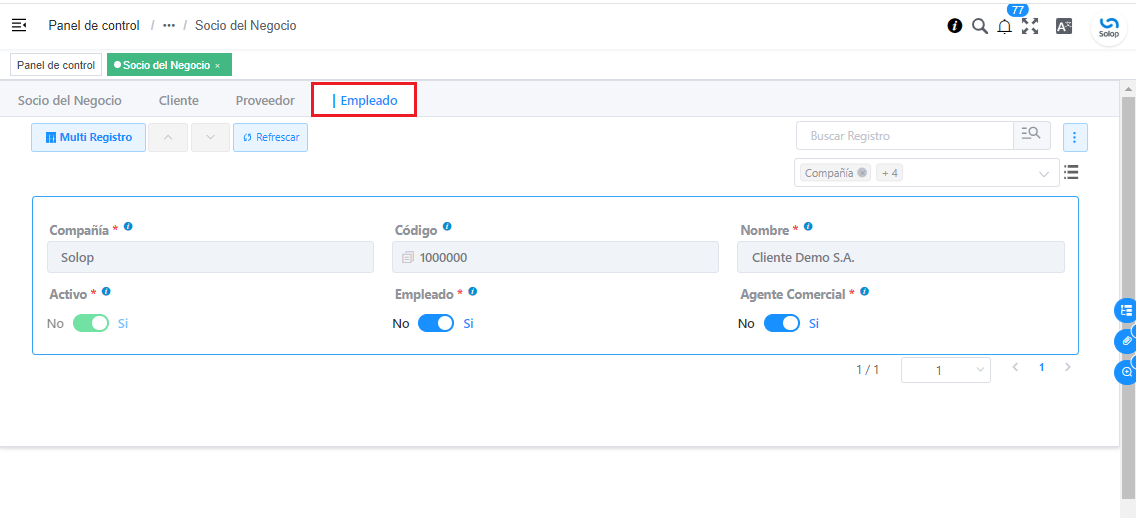 Panel de control / ••• / Socio del Negocio
77
Solop
Panel de control
Socio del Negocio ×
Socio del Negocio Cliente Proveedor Empleado
Multi Registro Refrescar Buscar Registro
Compañía + 4
Compañía * Código Nombre *
Solop 1000000 Cliente Demo S.A.
Activo * Empleado * Agente Comercial *
No Si No Si No Si
1 / 1 1 1